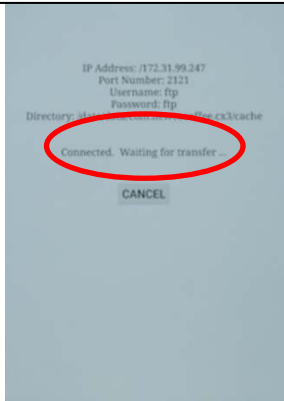 IP Address: /172.31.99.247
Port Number: 2121
Username: ftp
Password: ftp
Directory:
Connected. Waiting for transfer ...
CANCEL